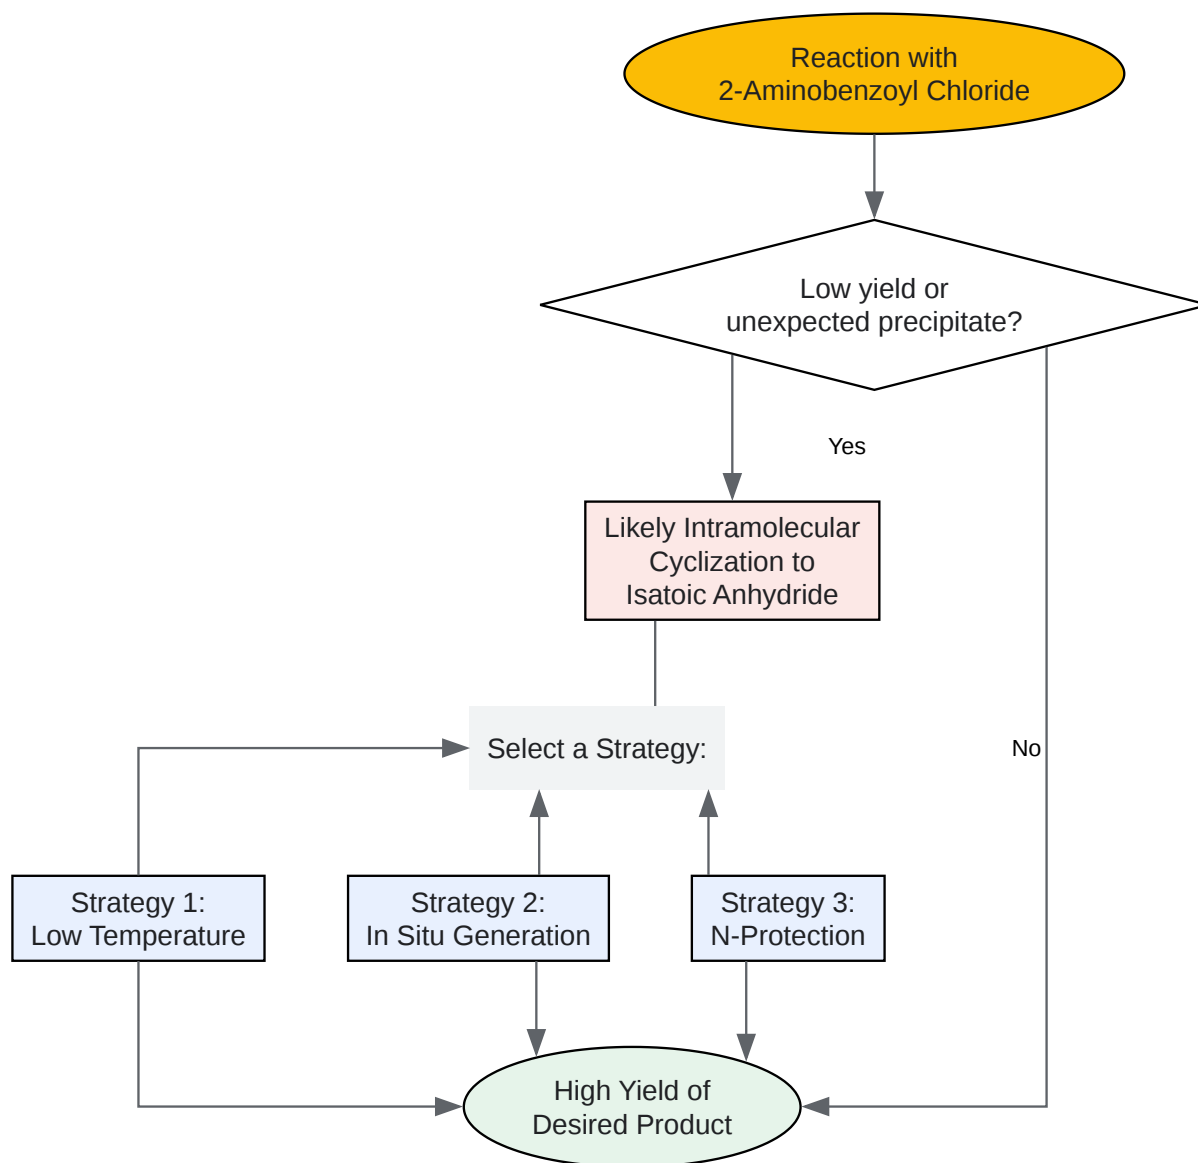 Reaction with
2-Aminobenzoyl Chloride
Low yield or
unexpected precipitate?
Yes
Likely Intramolecular
Cyclization to
Isatoic Anhydride
Select a Strategy:
No
Strategy 1:
Low Temperature
Strategy 2:
In Situ Generation
Strategy 3:
N-Protection
High Yield of
Desired Product